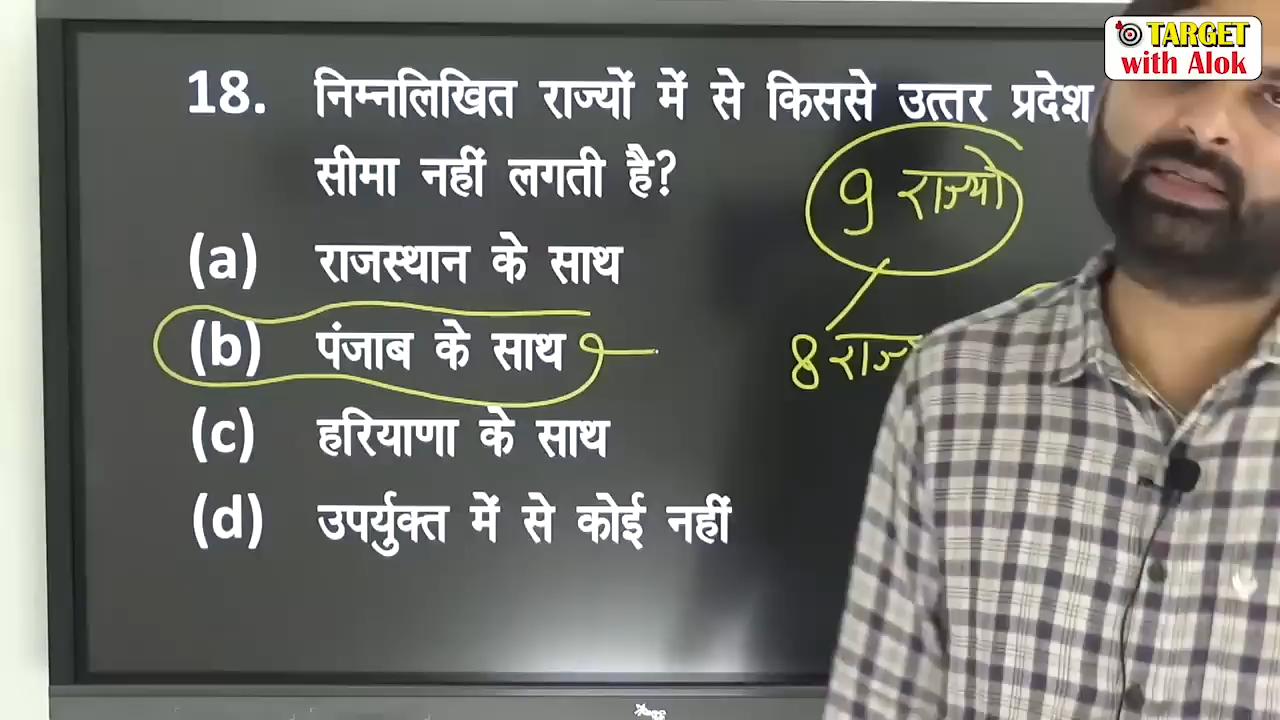 TARGET
with Alok
18. निम्नलिखित राज्यों में से किससे उत्तर प्रदेश
सीमा नहीं लगती है?
9 राज्यो
(a) राजस्थान के साथ
(b) पंजाब के साथ
8
(c) हरियाणा के साथ
(d) उपर्युक्त में से कोई नहीं